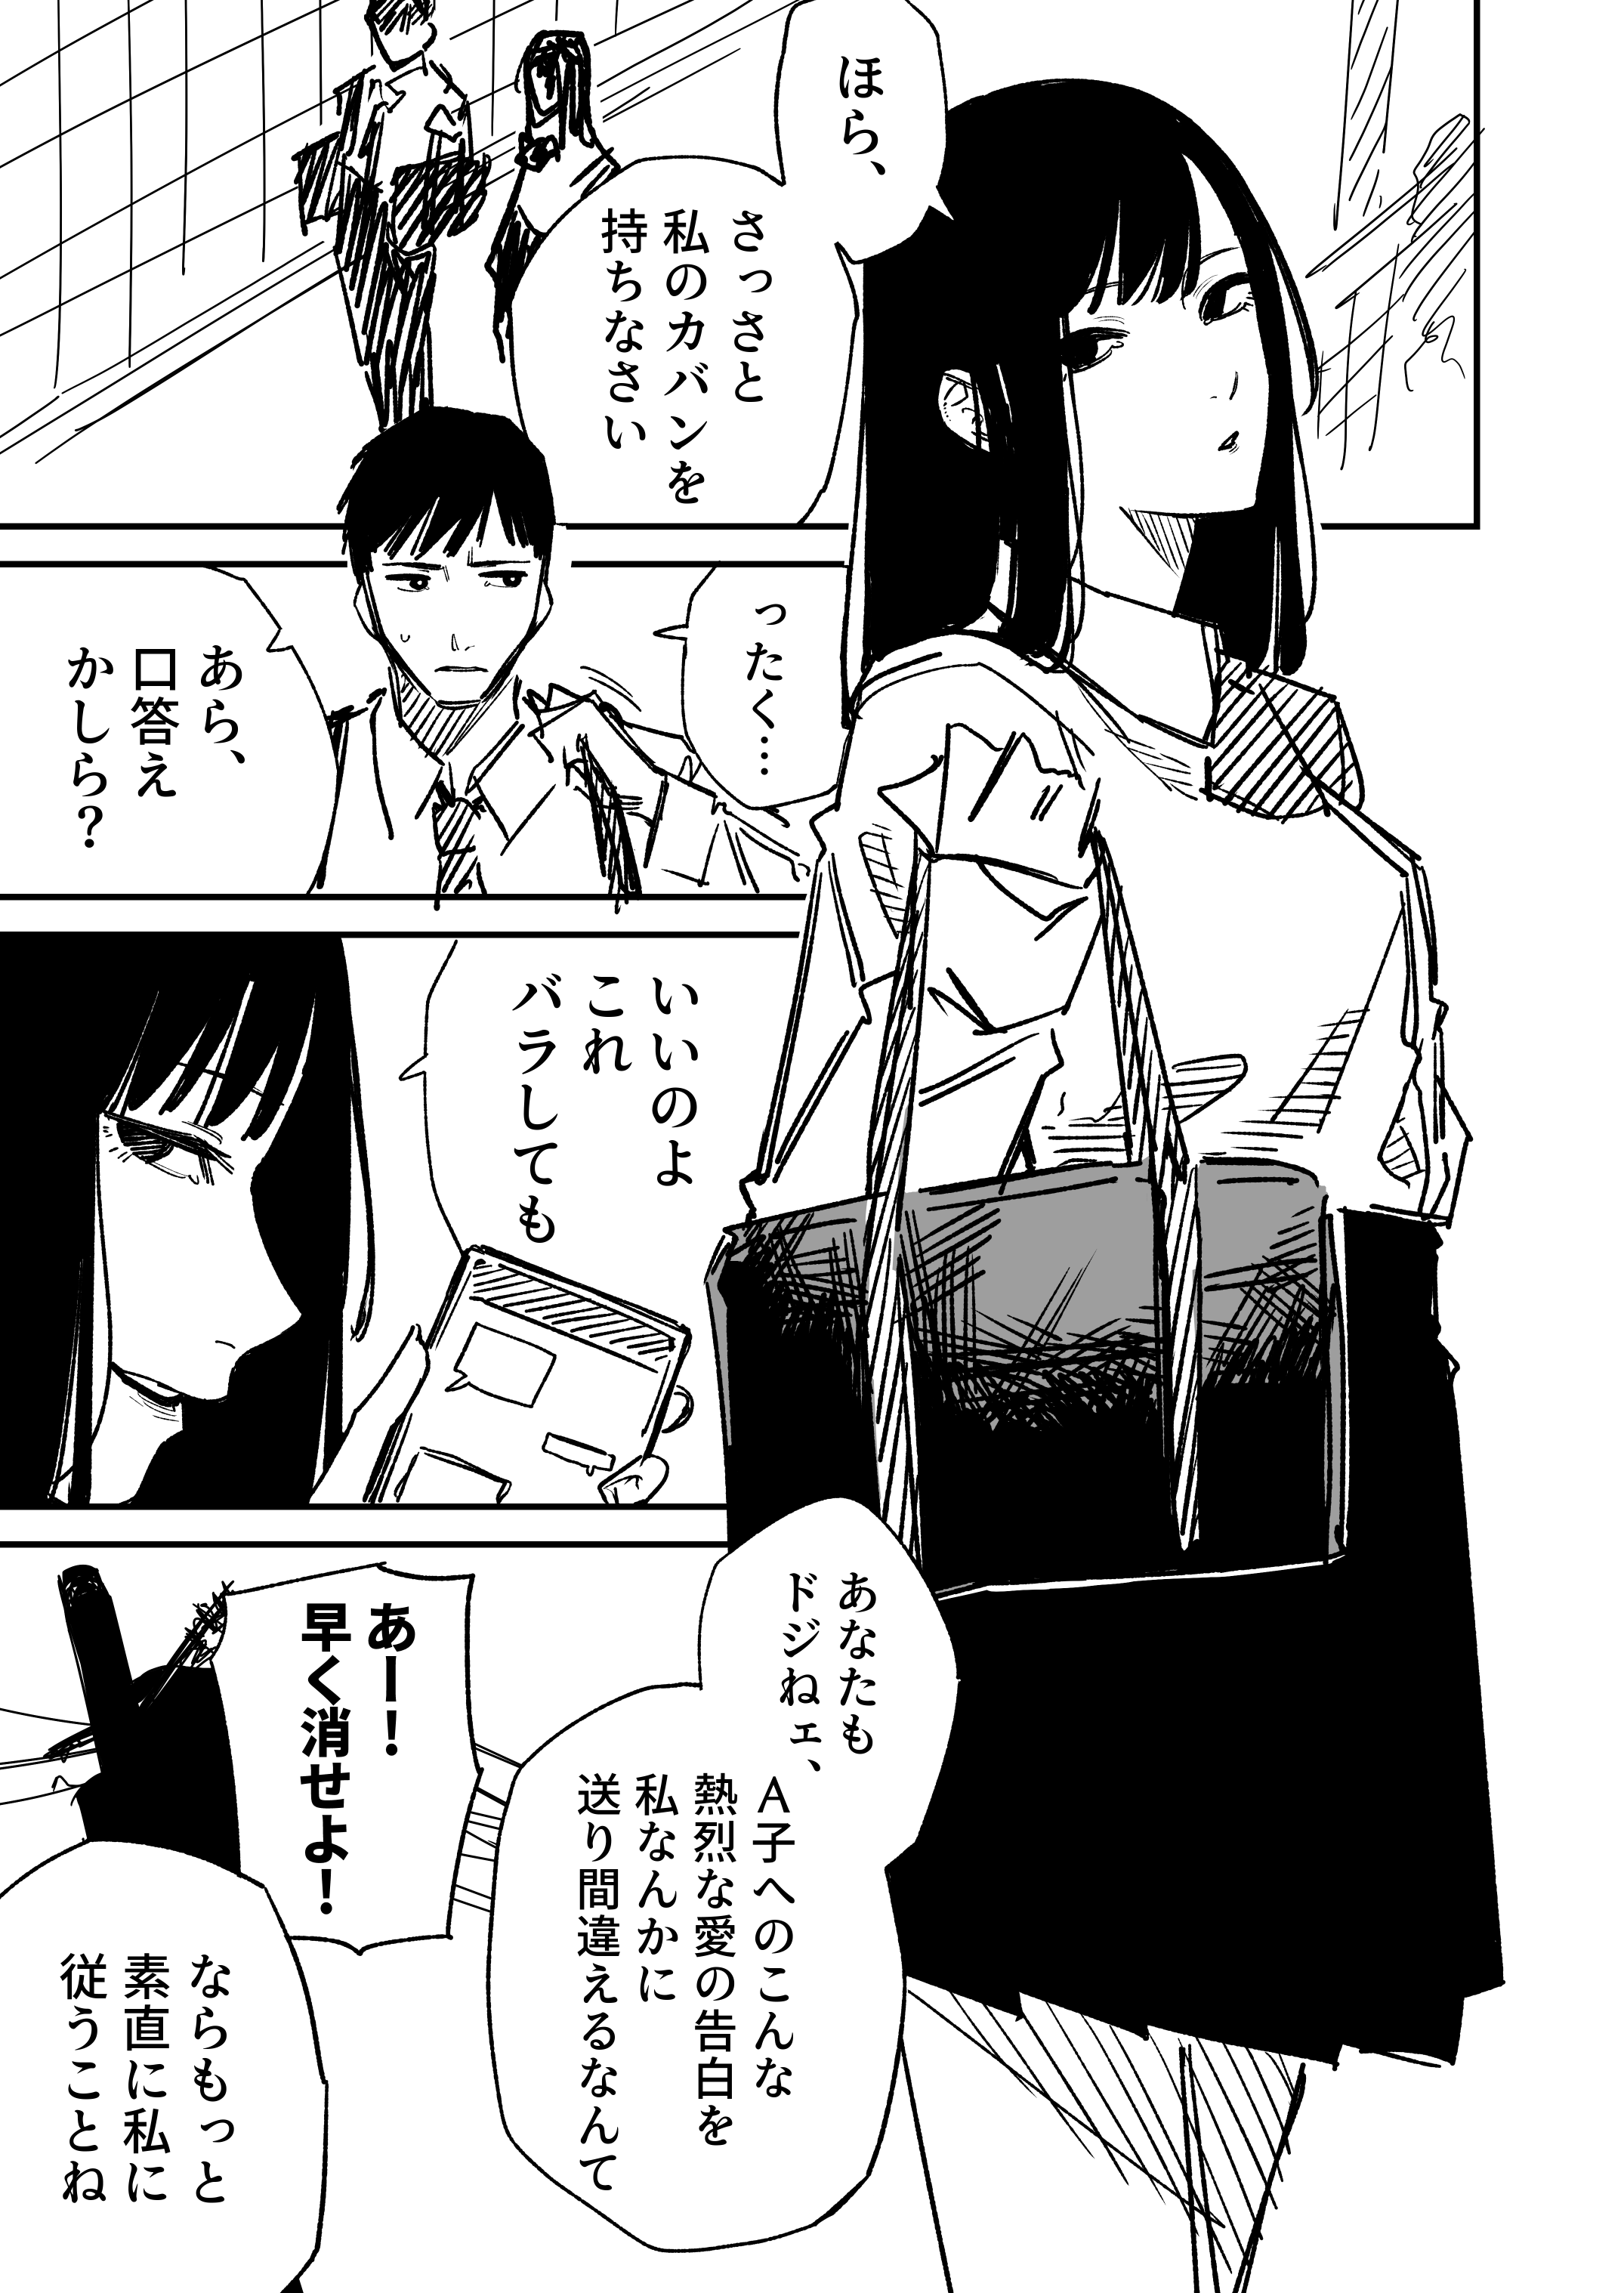 ほら、
さっさと
私のカバンを
持ちなさい
ったく…
あら、
口答え
かしら？
いいのよ
これ
バラしても
あなたも
ドジねェ、
A子へのこんな
熱烈な愛の告白を
私なんかに
送り間違えるなんて
あー！
早く消せよ！
ならもっと
素直に私に
従うことね